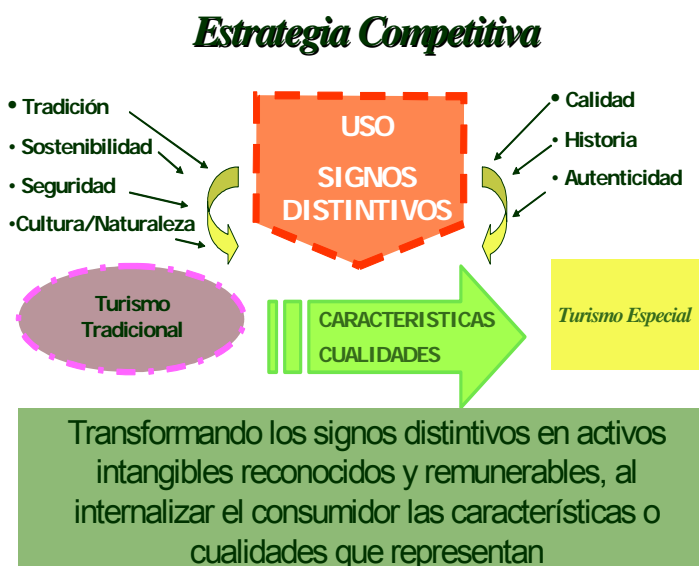 Estrategia Competitiva
• Tradición
• Sostenibilidad
• Seguridad
•Cultura/Naturaleza
USO
SIGNOS
DISTINTIVOS
• Calidad
• Historia
• Autenticidad
Turismo
Tradicional
CARACTERISTICAS
CUALIDADES
Turismo Especial
Transformando los signos distintivos en activos
intangibles reconocidos y remunerables, al
internalizar el consumidor las características o
cualidades que representan